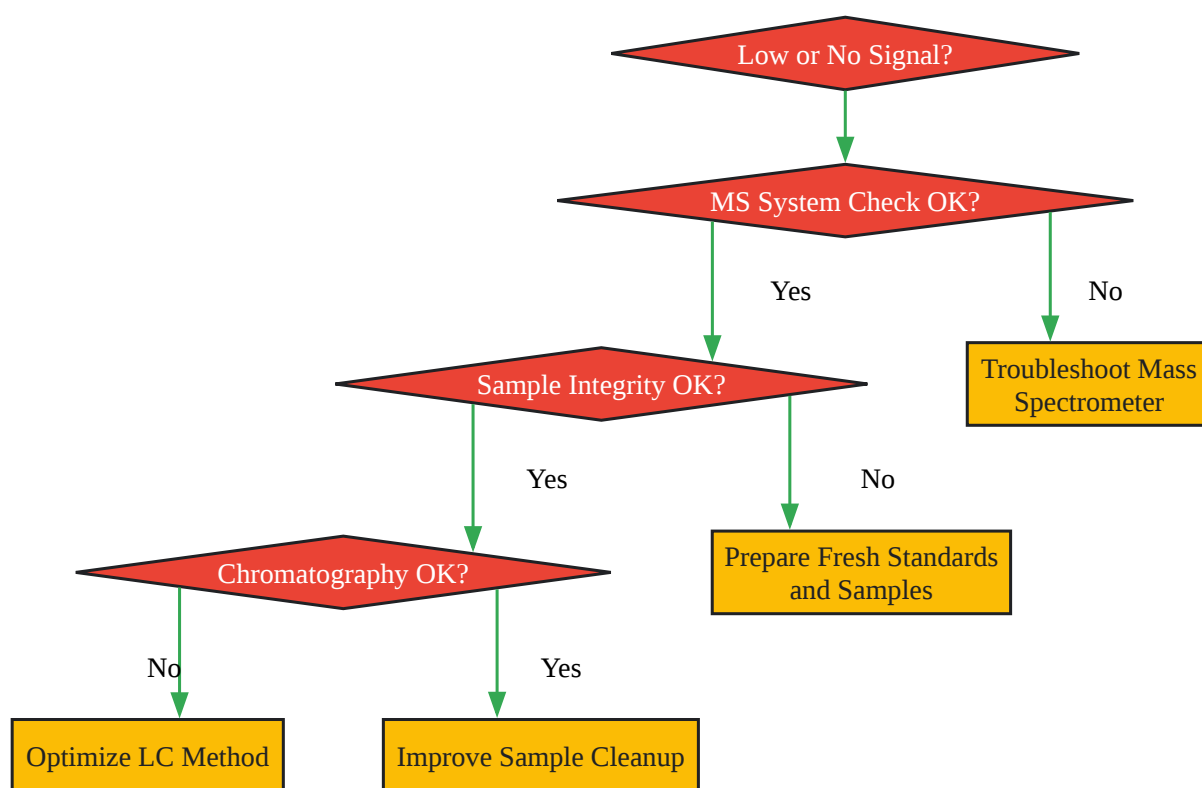 Low or No Signal?
MS System Check OK?
Yes
No
Troubleshoot Mass
Spectrometer
Sample Integrity OK?
Yes
No
Prepare Fresh Standards
and Samples
Chromatography OK?
No
Yes
Optimize LC Method
Improve Sample Cleanup